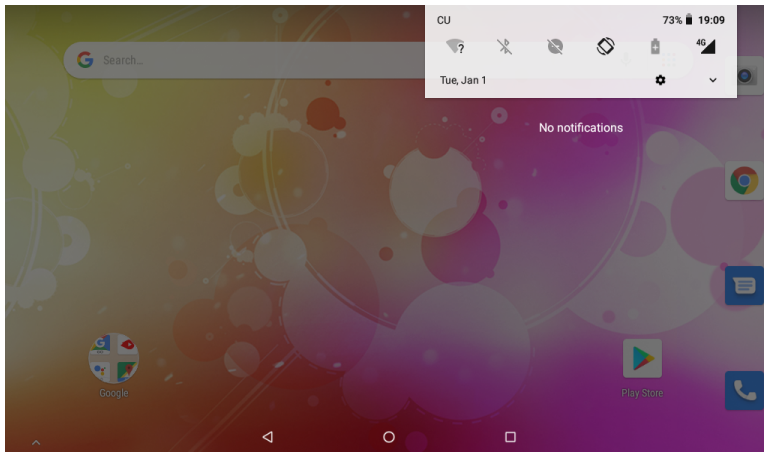 CU 73% 19:09
? 4G
Tue, Jan 1
Search...
No notifications
Google
Play Store